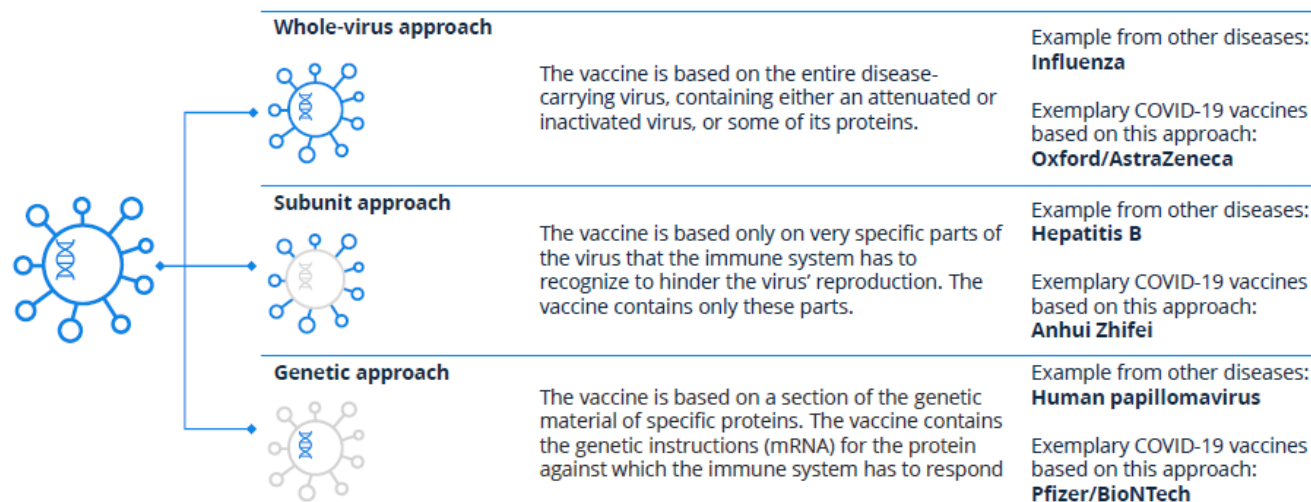 Whole-virus approach
The vaccine is based on the entire disease-
carrying virus, containing either an attenuated or
inactivated virus, or some of its proteins.
Example from other diseases:
Influenza
Exemplary COVID-19 vaccines
based on this approach:
Oxford/AstraZeneca
Subunit approach
The vaccine is based only on very specific parts of
the virus that the immune system has to
recognize to hinder the virus’ reproduction. The
vaccine contains only these parts.
Example from other diseases:
Hepatitis B
Exemplary COVID-19 vaccines
based on this approach:
Anhui Zhifei
Genetic approach
The vaccine is based on a section of the genetic
material of specific proteins. The vaccine contains
the genetic instructions (mRNA) for the protein
against which the immune system has to respond
Example from other diseases:
Human papillomavirus
Exemplary COVID-19 vaccines
based on this approach:
Pfizer/BioNTech